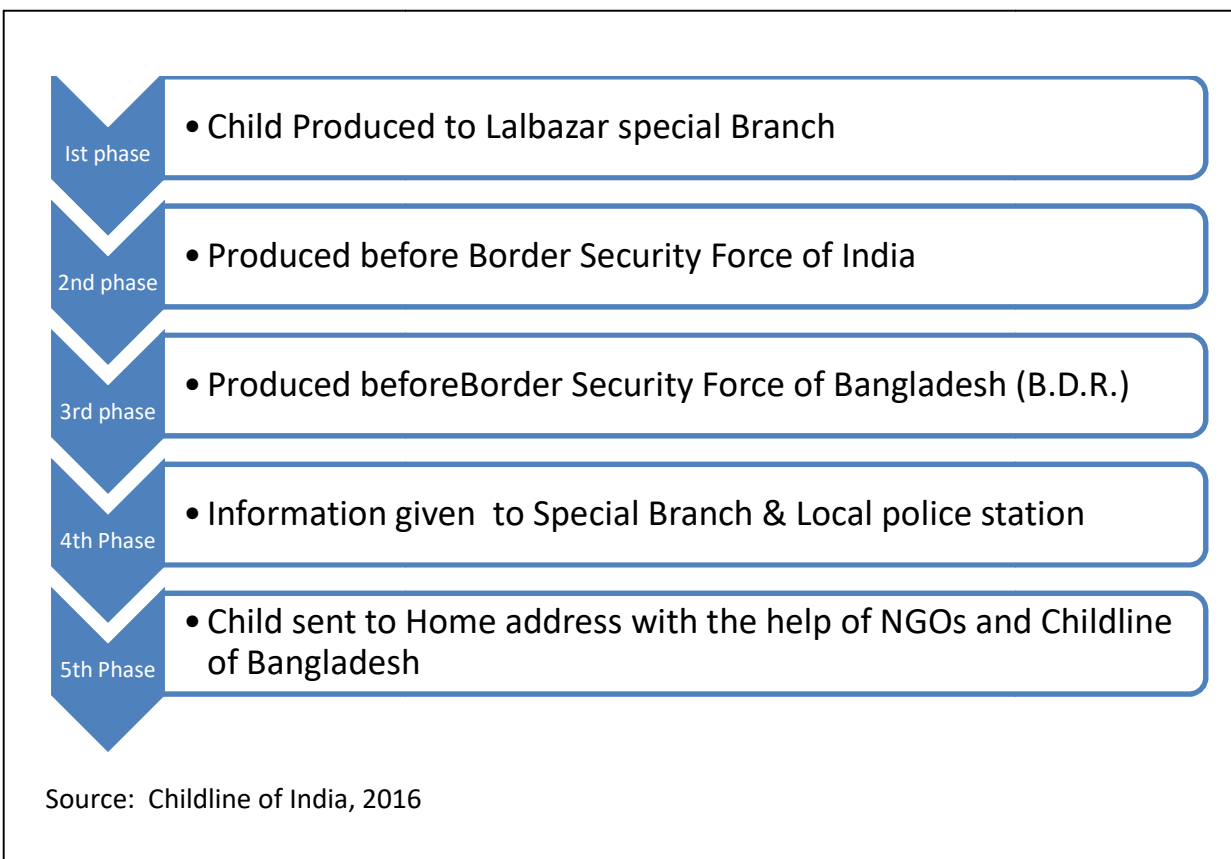 Ist phase
• Child Produced to Lalbazar special Branch
2nd phase
• Produced before Border Security Force of India
3rd phase
• Produced beforeBorder Security Force of Bangladesh (B.D.R.)
4th Phase
• Information given  to Special Branch & Local police station
5th Phase
• Child sent to Home address with the help of NGOs and Childline
of Bangladesh
Source:  Childline of India, 2016